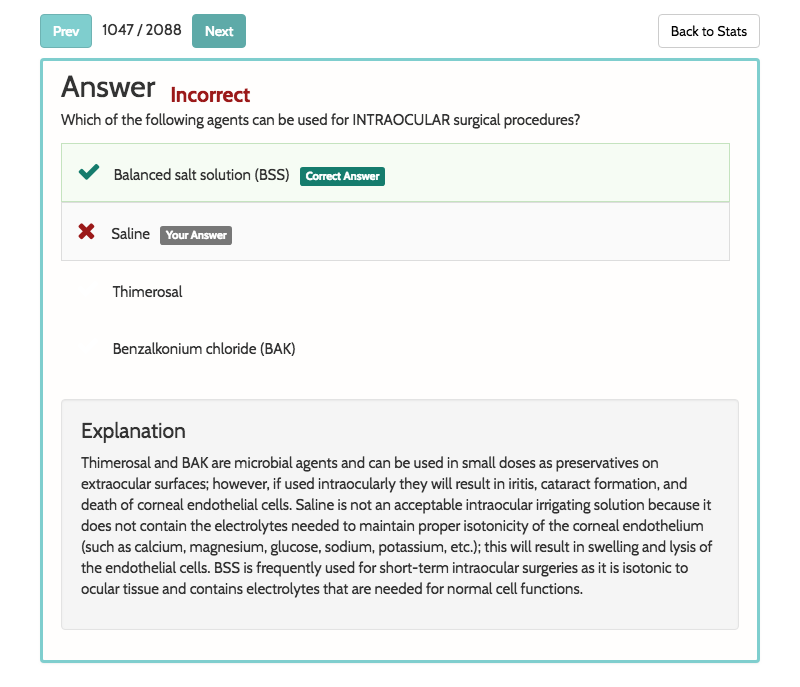 Prev 1047 / 2088 Next Back to Stats
Answer Incorrect
Which of the following agents can be used for INTRAOCULAR surgical procedures?
Balanced salt solution (BSS) Correct Answer
Saline Your Answer
Thimerosal
Benzalkonium chloride (BAK)
Explanation
Thimerosal and BAK are microbial agents and can be used in small doses as preservatives on
extraocular surfaces; however, if used intraocularly they will result in iritis, cataract formation, and
death of corneal endothelial cells. Saline is not an acceptable intraocular irrigating solution because it
does not contain the electrolytes needed to maintain proper isotonicity of the corneal endothelium
(such as calcium, magnesium, glucose, sodium, potassium, etc.); this will result in swelling and lysis of
the endothelial cells. BSS is frequently used for short-term intraocular surgeries as it is isotonic to
ocular tissue and contains electrolytes that are needed for normal cell functions.